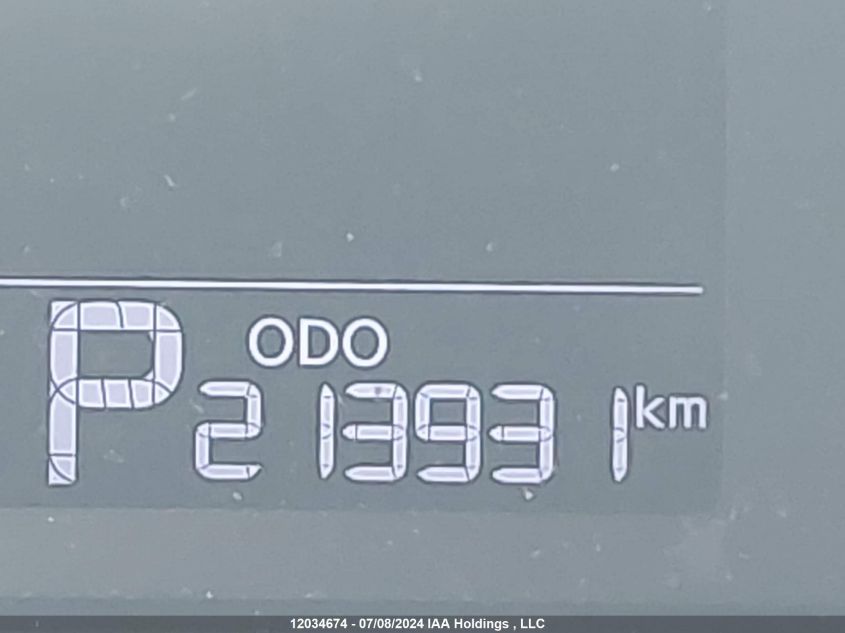 ODO
P 213931 km
12034674 - 07/08/2024 IAA Holdings , LLC